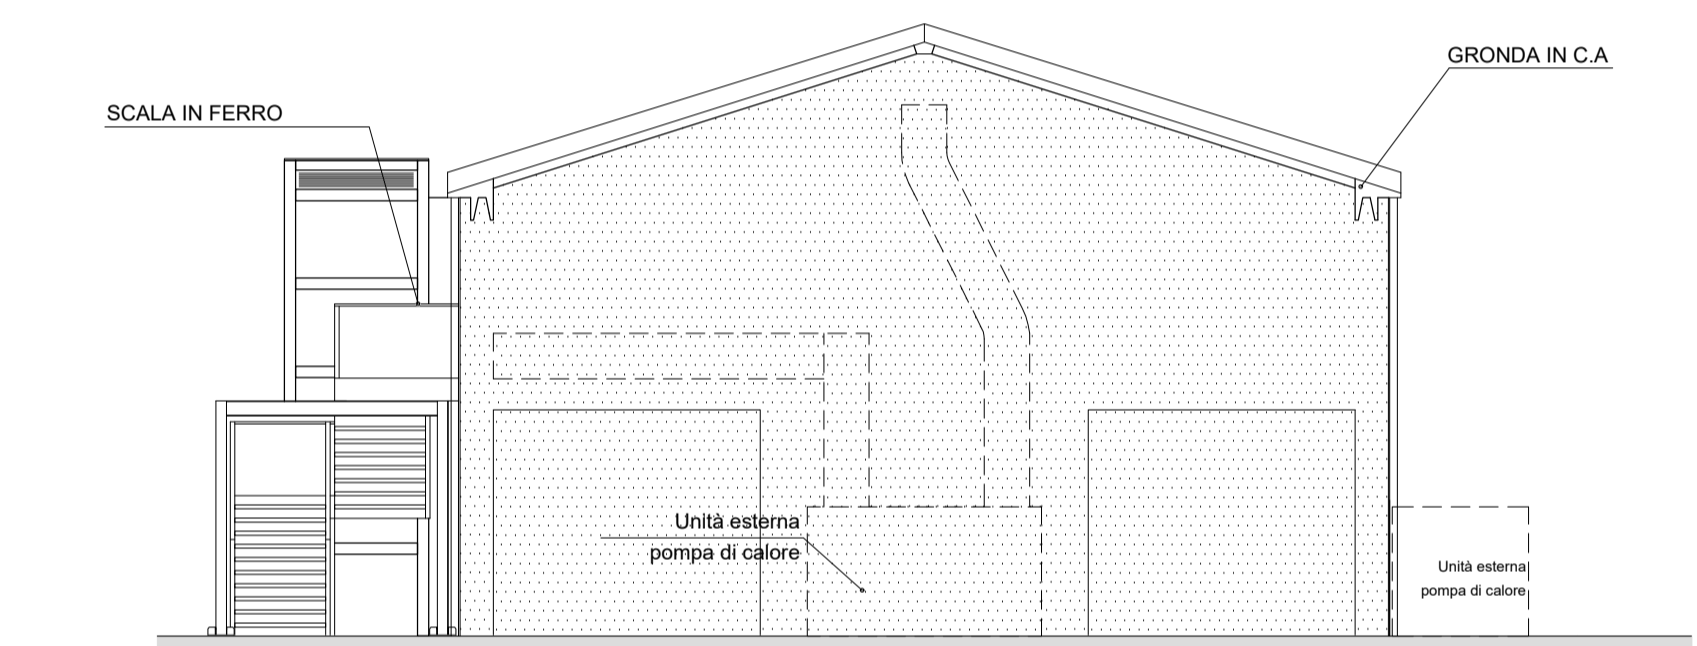 GRONDA IN C.A
SCALA IN FERRO
Unità esterna
pompa di calore
Unità esterna
pompa di calore